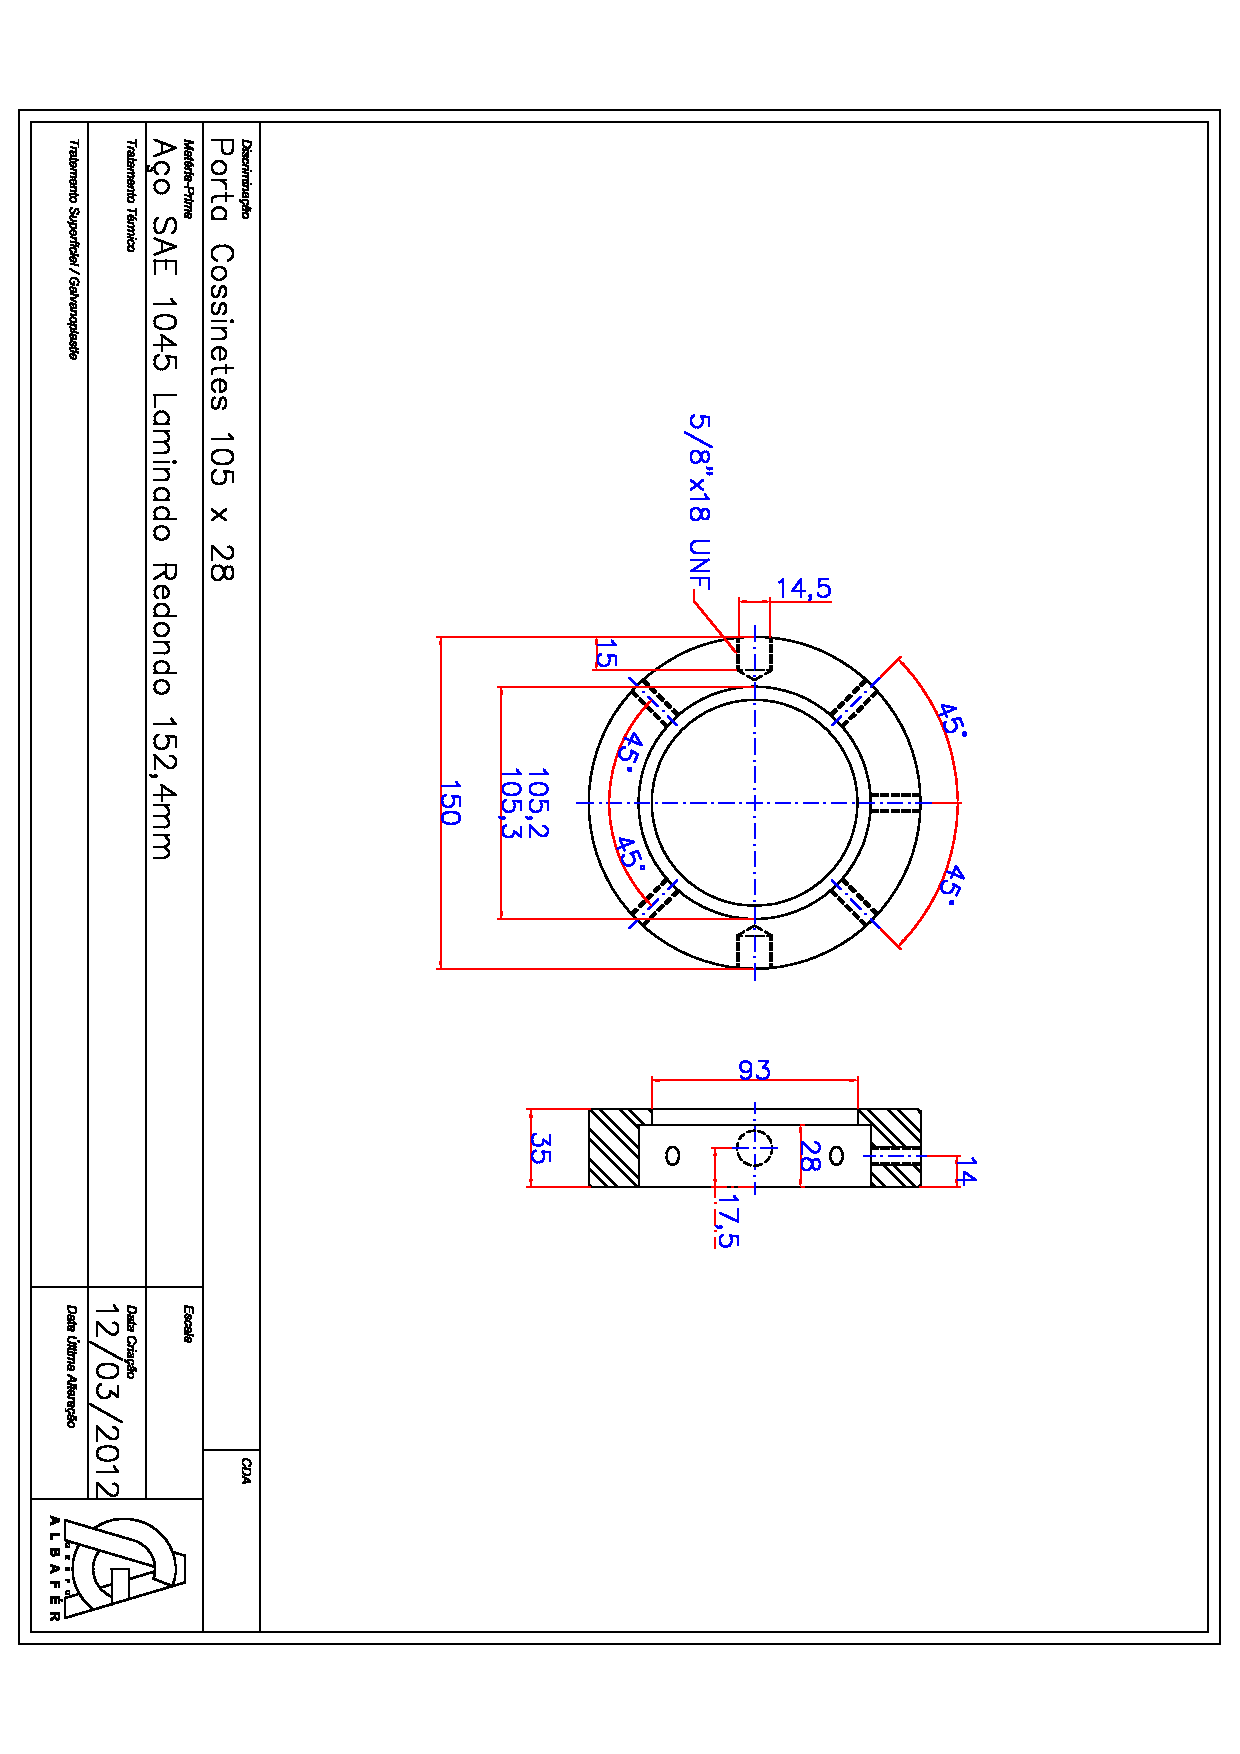 5/8"x18 UNF
14,5
15
45°
45°
45°
45°
105,2
105,3
150
93
35
28
14
17,5
Discriminação
Porta Cossinetes 105 x 28
CDA
Matéria-Prima
Aço SAE 1045 Laminado Redondo 152,4mm
Escala
Tratamento Térmico
Data Criação
12/03/2012
Tratamento Superficial / Galvanoplastia
Data Última Alteração
GRUPO
ALBAFÉR